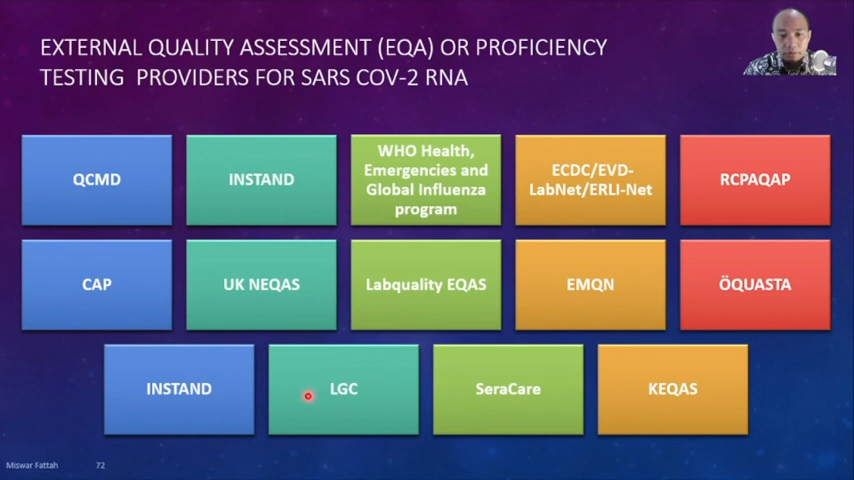 EXTERNAL QUALITY ASSESSMENT (EQA) OR PROFICIENCY
TESTING PROVIDERS FOR SARS COV-2 RNA
QCMD
INSTAND
WHO Health,
Emergencies and
Global Influenza
program
ECDC/EVD-
LabNet/ERLI-Net
RCPAQAP
CAP
UK NEQAS
Labquality EQAS
EMQN
ÖQUASTA
INSTAND
LGC
SeraCare
KEQAS
Miswar Fattah
72